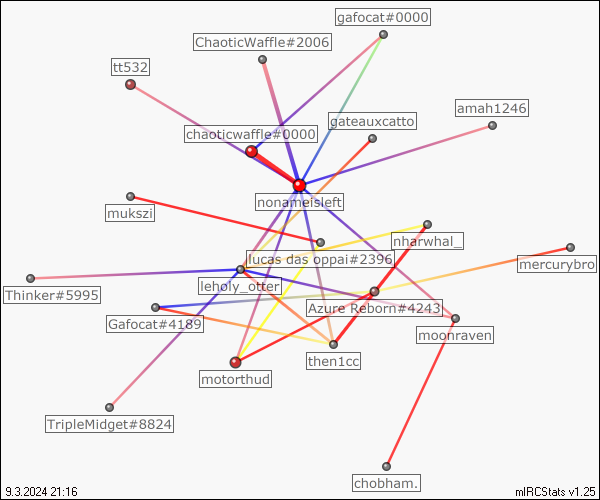 gafocat#0000
ChaoticWaffle#2006
tt532
amah1246
gateauxcatto
chaoticwaffle#0000
nonameisleft
mukszi
nharwhal_
lucas das oppai#2396
mercurybro
leholy_otter
Thinker#5995
Azure Reborn#4243
Gafocat#4189
moonraven
then1cc
motorthud
TripleMidget#8824
chobham.
9.3.2024 21:16
mIRCStats v1.25